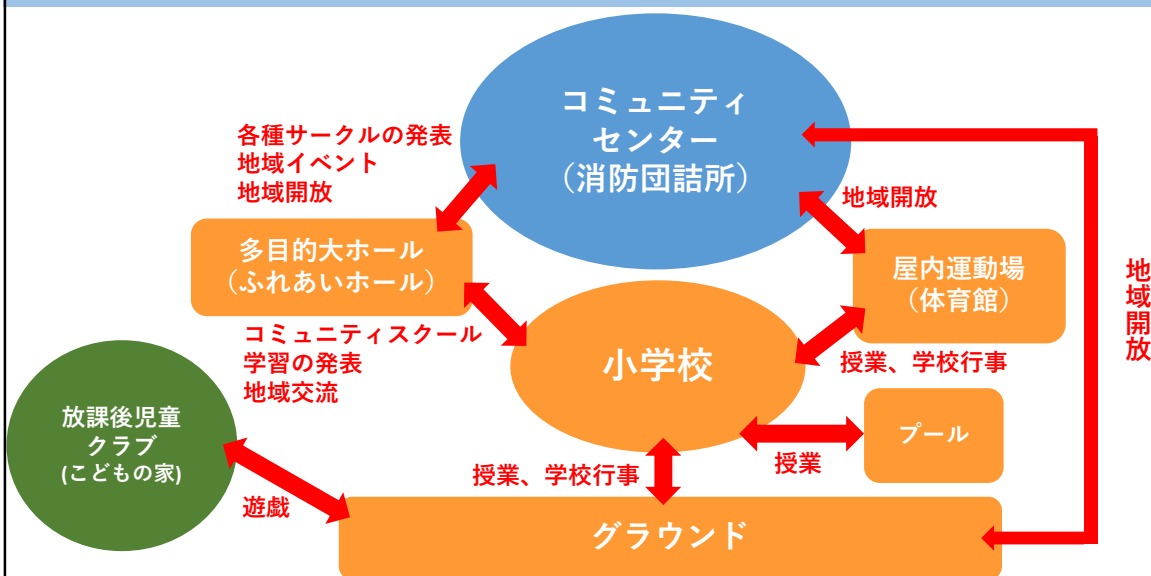 コミュニティ
センター
（消防団詰所）
各種サークルの発表
地域イベント
地域開放
地域開放
多目的大ホール
（ふれあいホール）
屋内運動場
（体育館）
地域開放
コミュニティスクール
学習の発表
地域交流
小学校
授業、学校行事
放課後児童
クラブ
(こどもの家)
プール
授業
授業、学校行事
遊戯
グラウンド